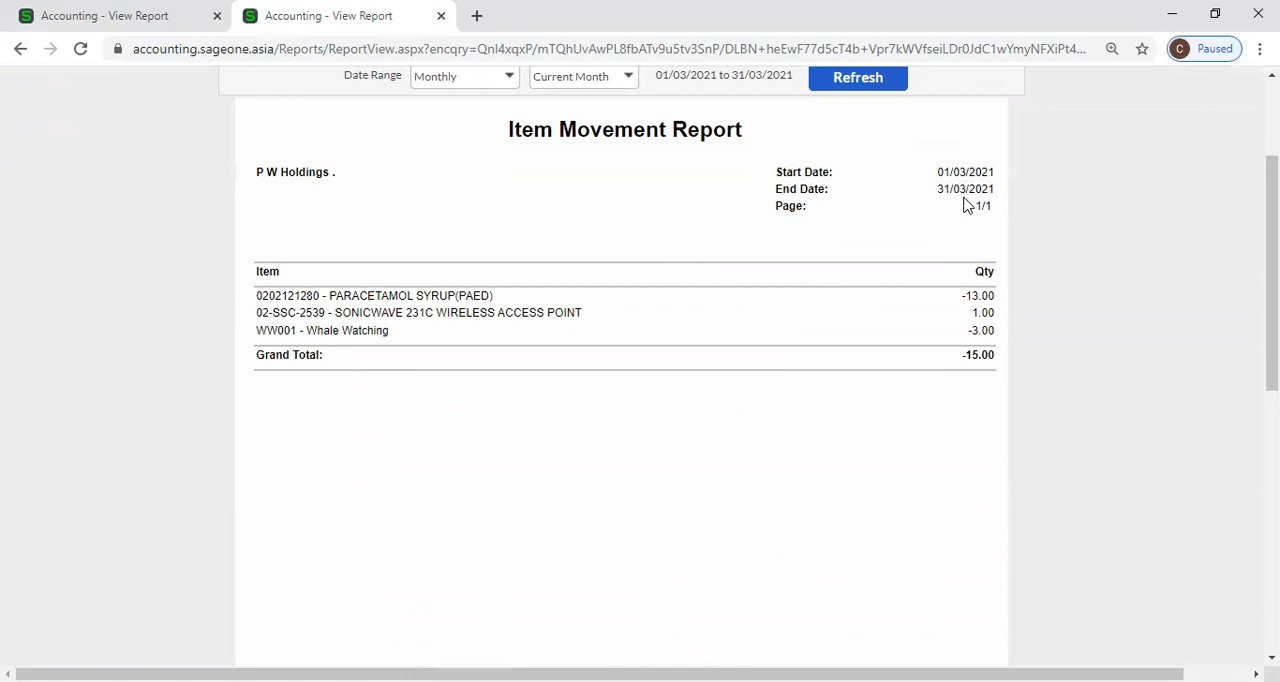 Accounting - View Report
Accounting - View Report
accounting.sageone.asia/Reports/ReportView.aspx?encqry=QnI4xqxP/mTQhUvAwPL8fbATv9u5tv3SnP/DLBN+heEwF77d5cT4b+Vpr7kWVfseiLDr0JdC1wYmyNFXiPt4...
C Paused
Date Range Monthly Current Month 01/03/2021 to 31/03/2021 Refresh
Item Movement Report
P W Holdings . Start Date: 01/03/2021
End Date: 31/03/2021
Page: 1/1
Item Qty
0202121280 - PARACETAMOL SYRUP(PAED) -13.00
02-SSC-2539 - SONICWAVE 231C WIRELESS ACCESS POINT 1.00
WW001 - Whale Watching -3.00
Grand Total: -15.00